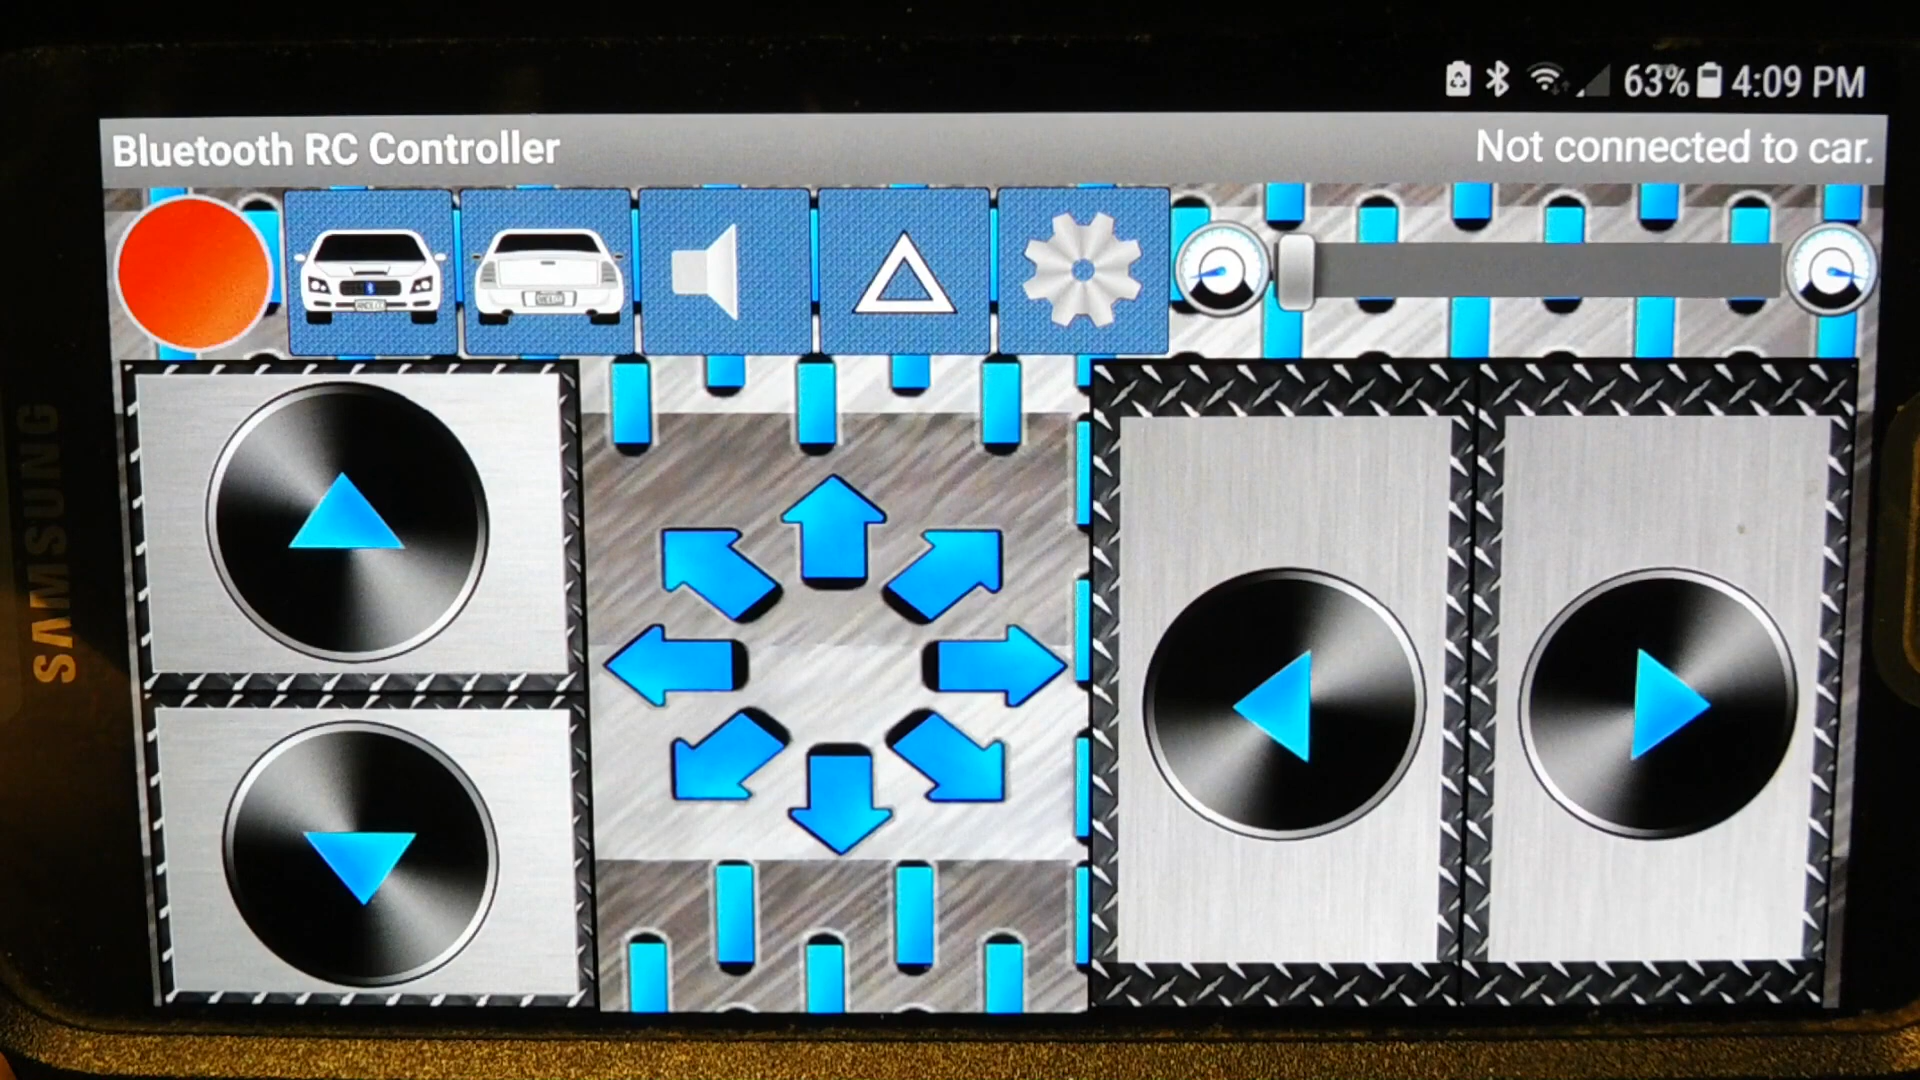 63% 4:09 PM
Bluetooth RC Controller
Not connected to car.
SAMSUNG